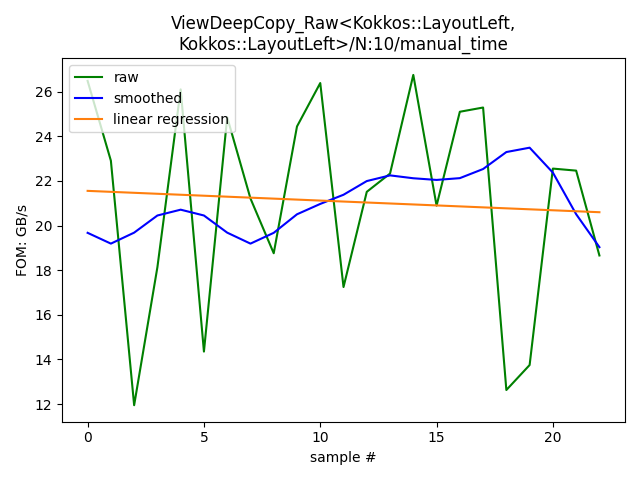 ViewDeepCopy_Raw<Kokkos::LayoutLeft,
Kokkos::LayoutLeft>/N:10/manual_time
raw
smoothed
linear regression
FOM: GB/s
26
24
22
20
18
16
14
12
0
5
10
15
20
sample #